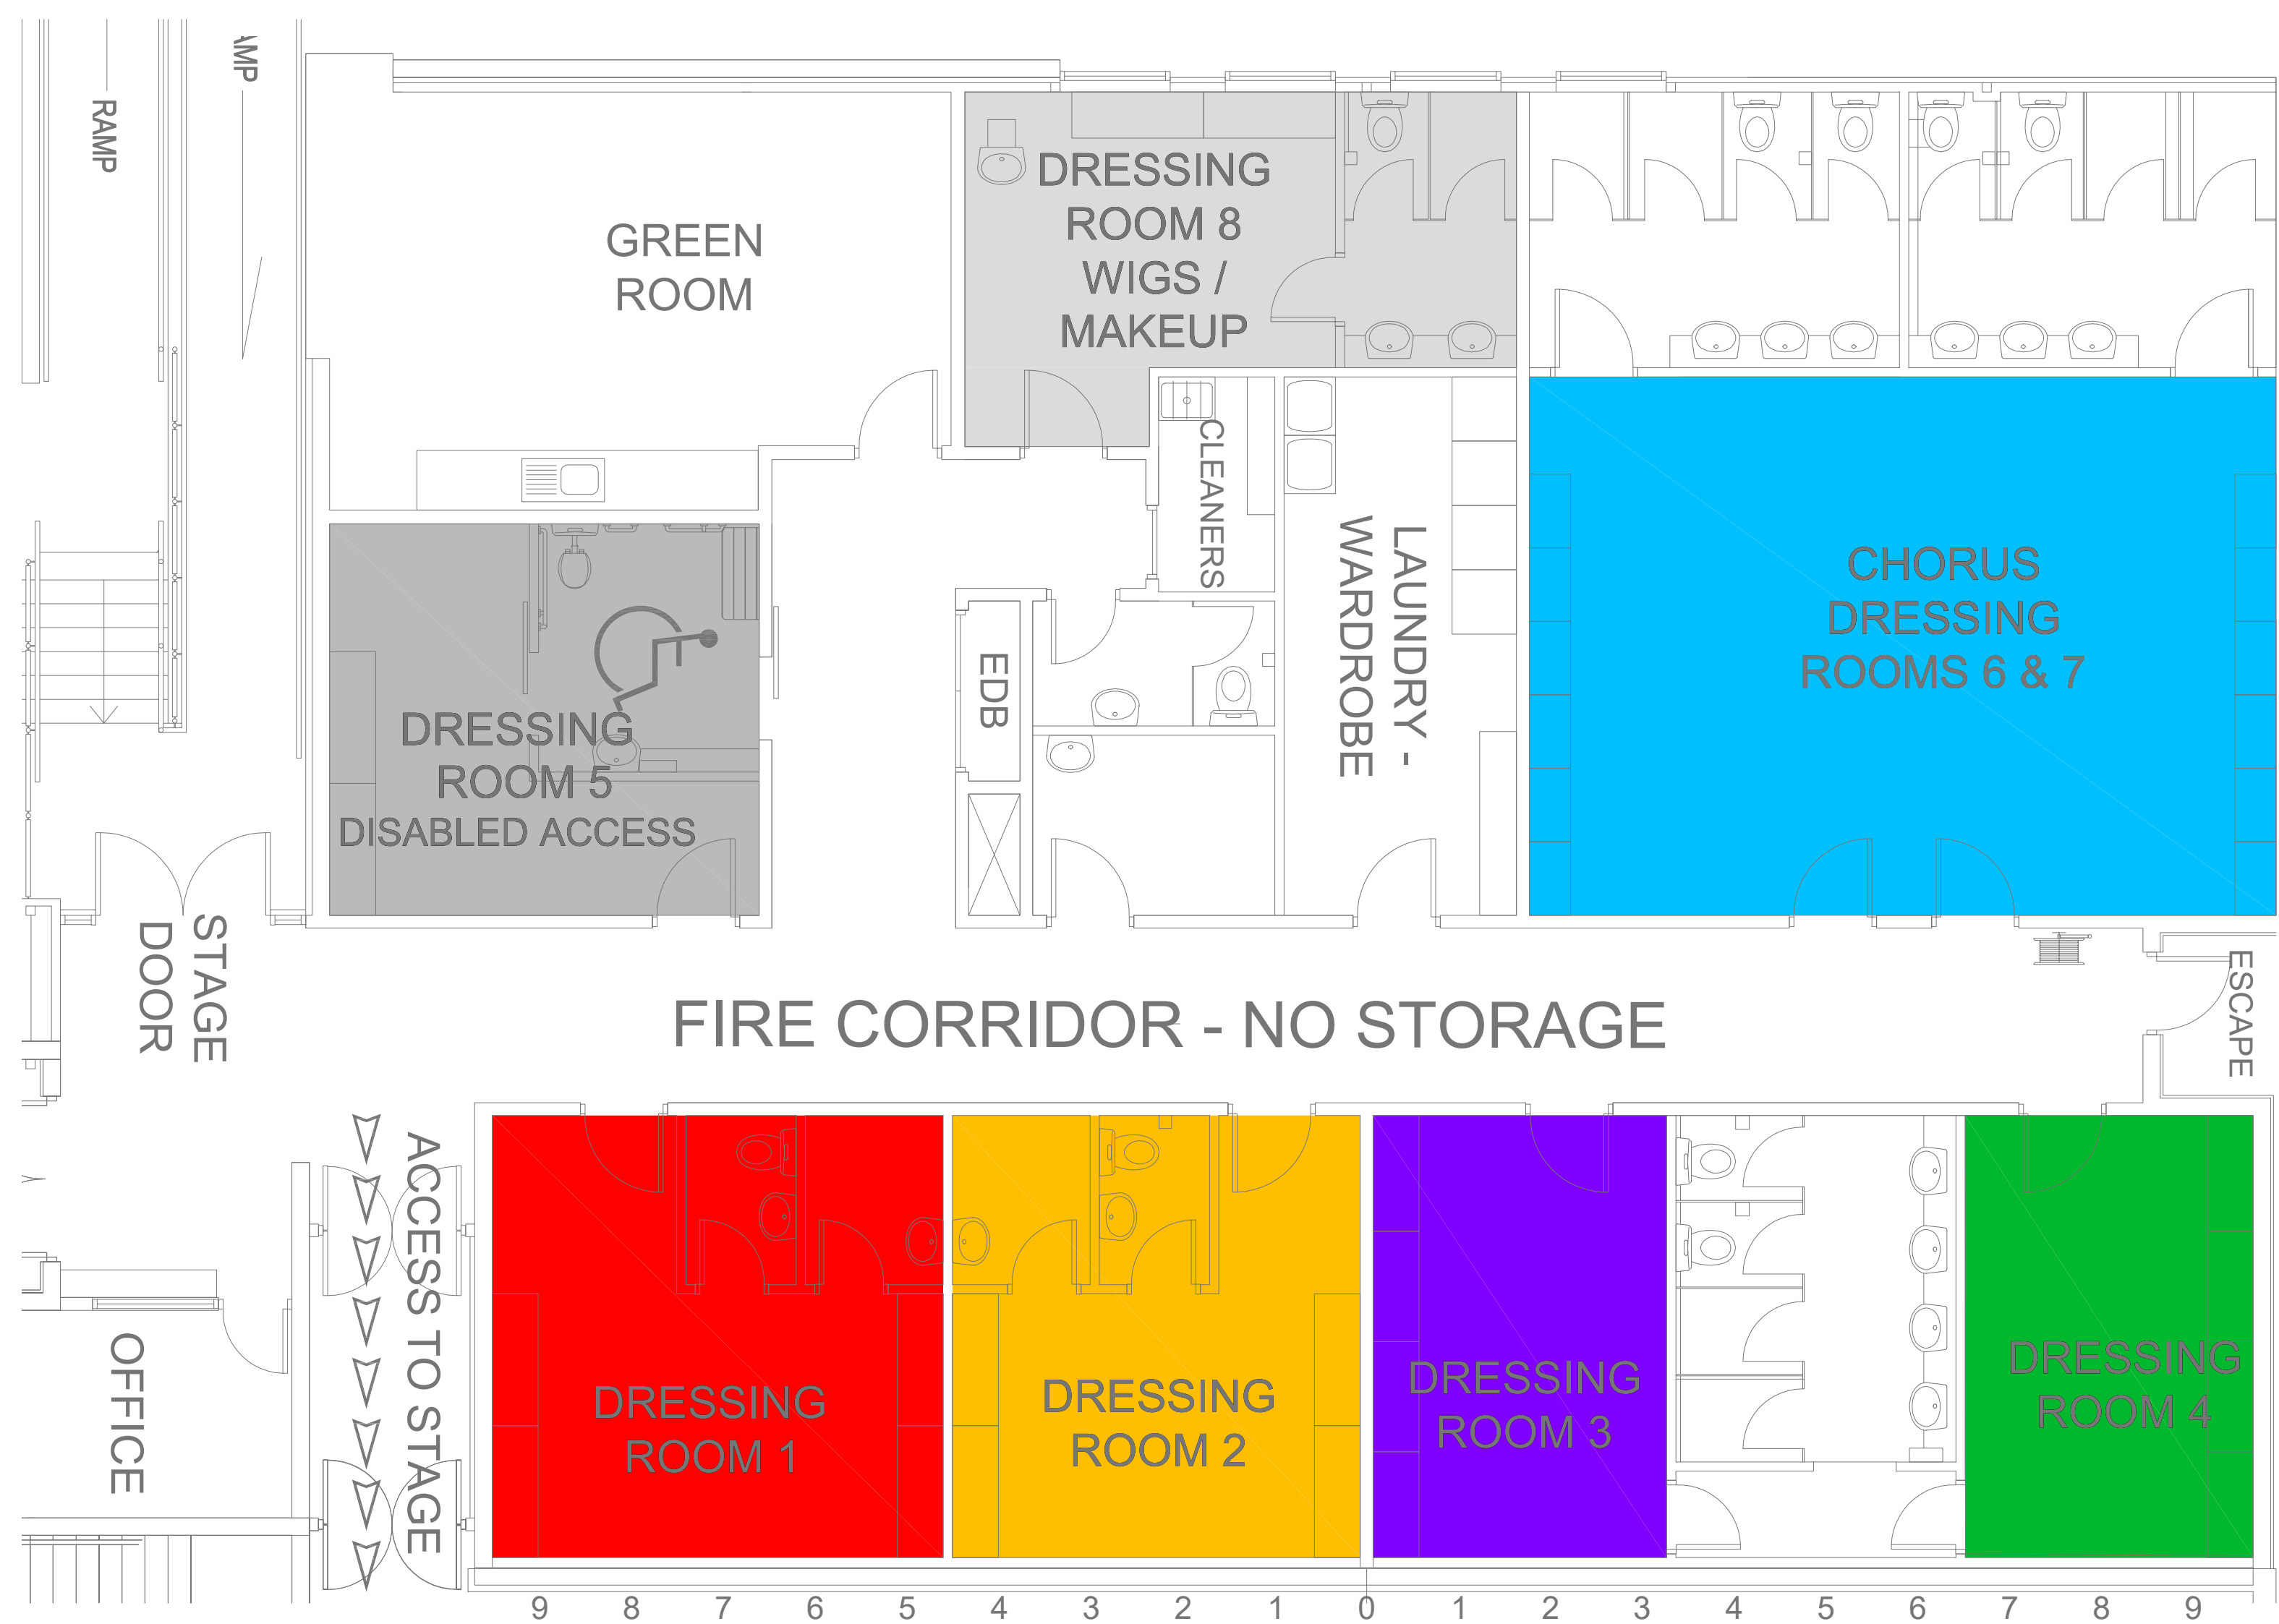 AMP
RAMP
GREEN
ROOM
DRESSING
ROOM 8
WIGS /
MAKEUP
CLEANERS
LAUNDRY -
WARDROBE
CHORUS
DRESSING
ROOMS 6 & 7
EDB
DRESSING
ROOM 5
DISABLED ACCESS
STAGE
DOOR
FIRE CORRIDOR - NO STORAGE
ESCAPE
ACCESS TO STAGE
OFFICE
DRESSING
ROOM 1
DRESSING
ROOM 2
DRESSING
ROOM 3
DRESSING
ROOM 4
9 8 7 6 5 4 3 2 1 0 1 2 3 4 5 6 7 8 9